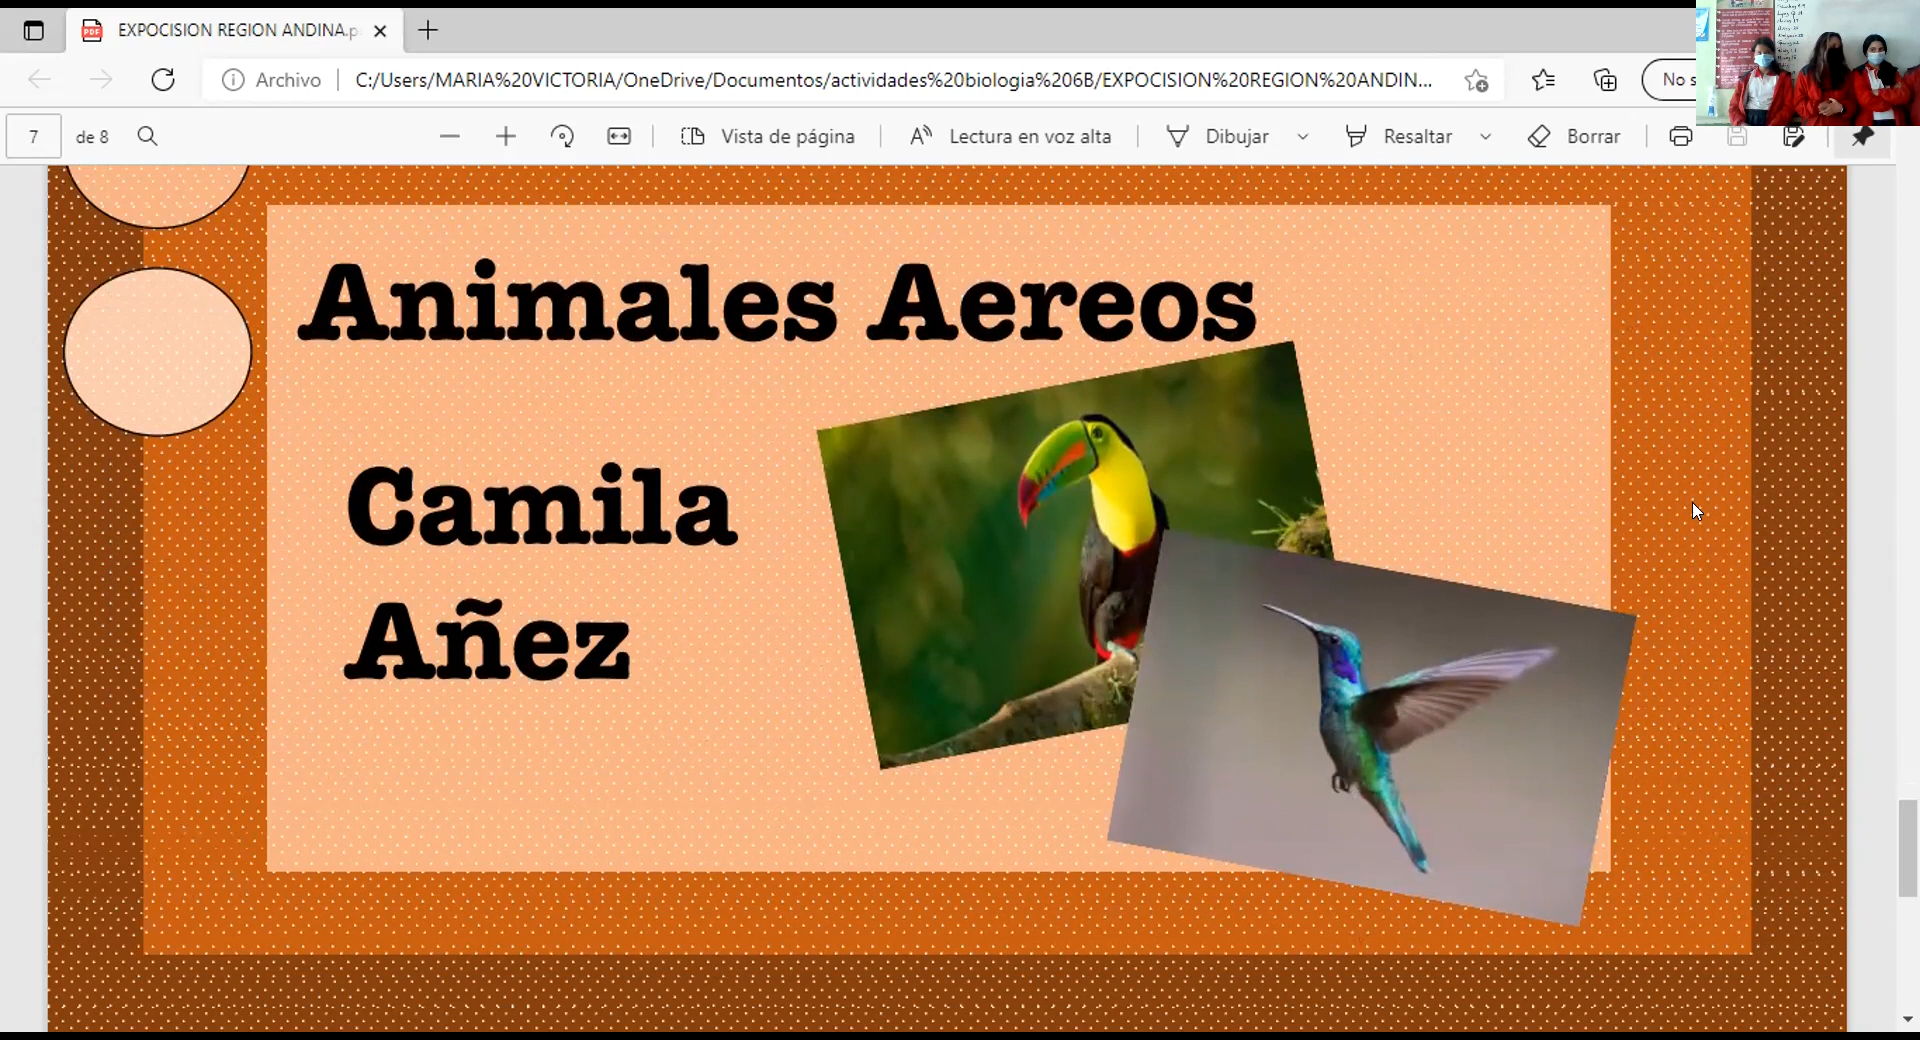 EXPOCISION REGION ANDINA.p
Archivo
C:/Users/MARIA%20VICTORIA/OneDrive/Documentos/actividades%20biologia%206B/EXPOCISION%20REGION%20ANDIN...
No s
7 de 8
Vista de página
Lectura en voz alta
Dibujar
Resaltar
Borrar
Animales Aereos
Camila
Añez